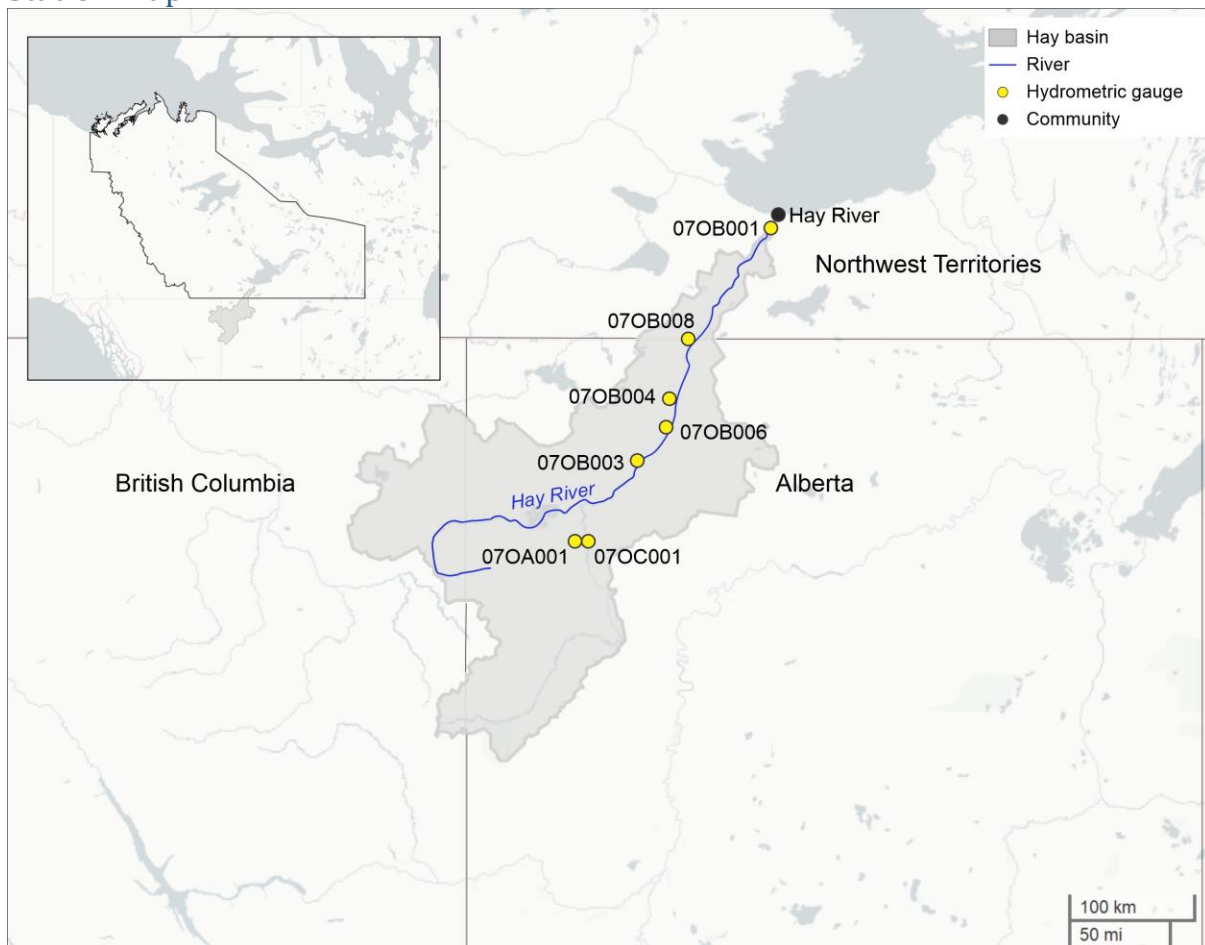 Hay basin
River
Hydrometric gauge
Community
Hay River
07OB001
Northwest Territories
07OB008
07OB004
07OB006
07OB003
British Columbia
Alberta
Hay River
07OA001
07OC001
100 km
50 mi